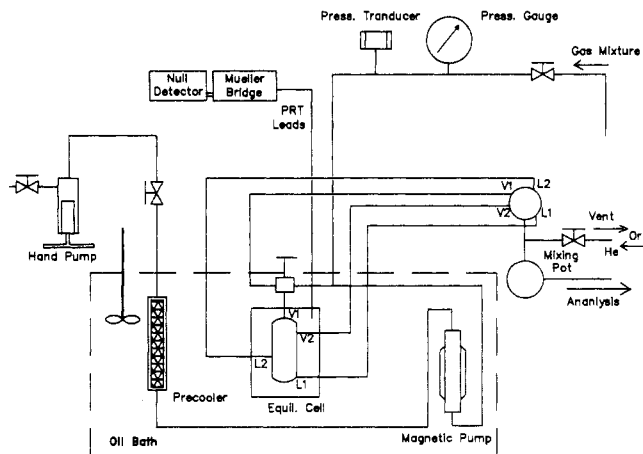 Press. Tranducer
Press. Gauge
Gas Mixture
Null
Detector
Mueller
Bridge
PRT
Leads
V1
L2
V2
L1
Vent
Or
He
Hand Pump
Mixing
Pot
Ananlysis
V1
V2
L2
L1
Precooler
Equil. Cell
Oil Bath
Magnetic Pump